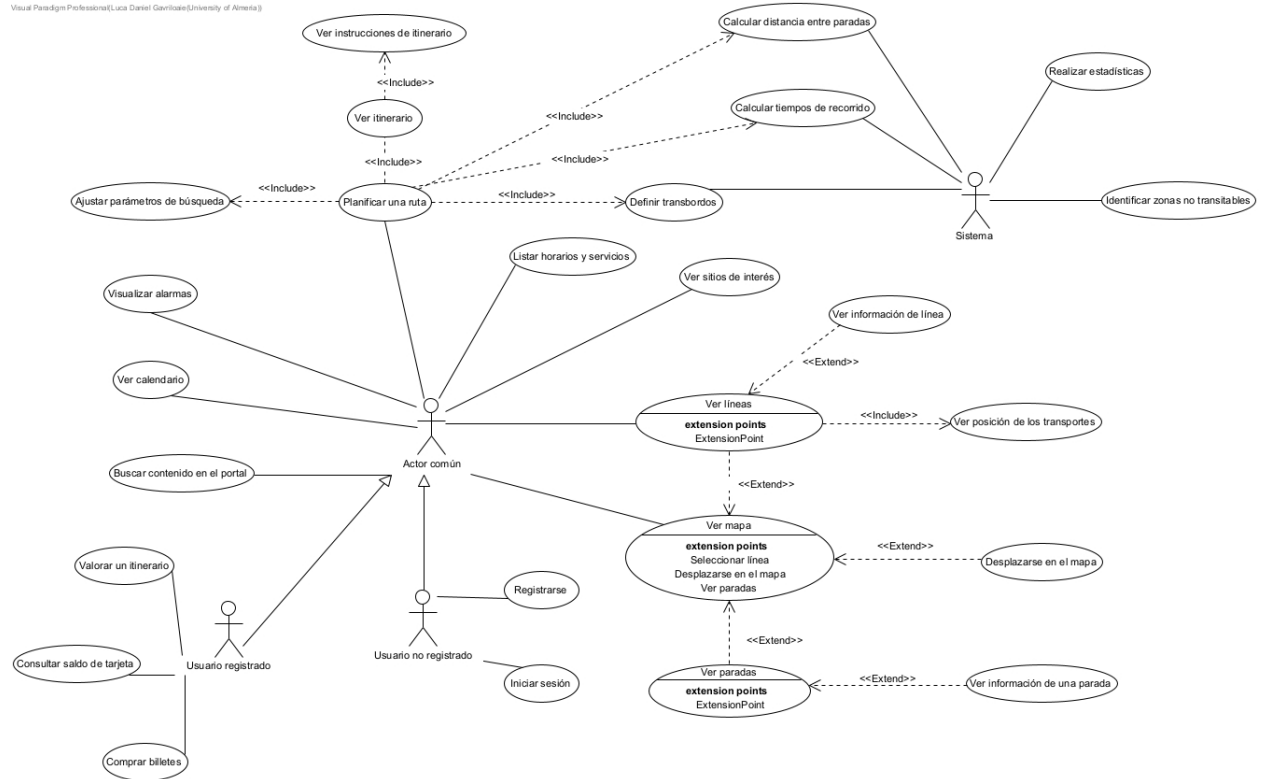 Visual Paradigm Professional(Luca Daniel Gavriloaie(University of Almeria))
Ver instrucciones de itinerario
Calcular distancia entre paradas
Realizar estadísticas
<<Include>>
Ver itinerario
Calcular tiempos de recorrido
<<Include>>
<<Include>>
<<Include>>
<<Include>>
<<Include>>
Ajustar parámetros de búsqueda
Planificar una ruta
Definir transbordos
Identificar zonas no transitables
Sistema
Listar horarios y servicios
Ver sitios de interés
Visualizar alarmas
Ver información de línea
<<Extend>>
Ver calendario
Ver líneas
extension points
ExtensionPoint
<<Include>>
Ver posición de los transportes
Actor común
Buscar contenido en el portal
<<Extend>>
Ver mapa
extension points
Seleccionar línea
Desplazarse en el mapa
Ver paradas
<<Extend>>
Desplazarse en el mapa
Valorar un itinerario
Registrarse
<<Extend>>
Usuario no registrado
Usuario registrado
Consultar saldo de tarjeta
Iniciar sesión
Ver paradas
extension points
ExtensionPoint
<<Extend>>
Ver información de una parada
Comprar billetes